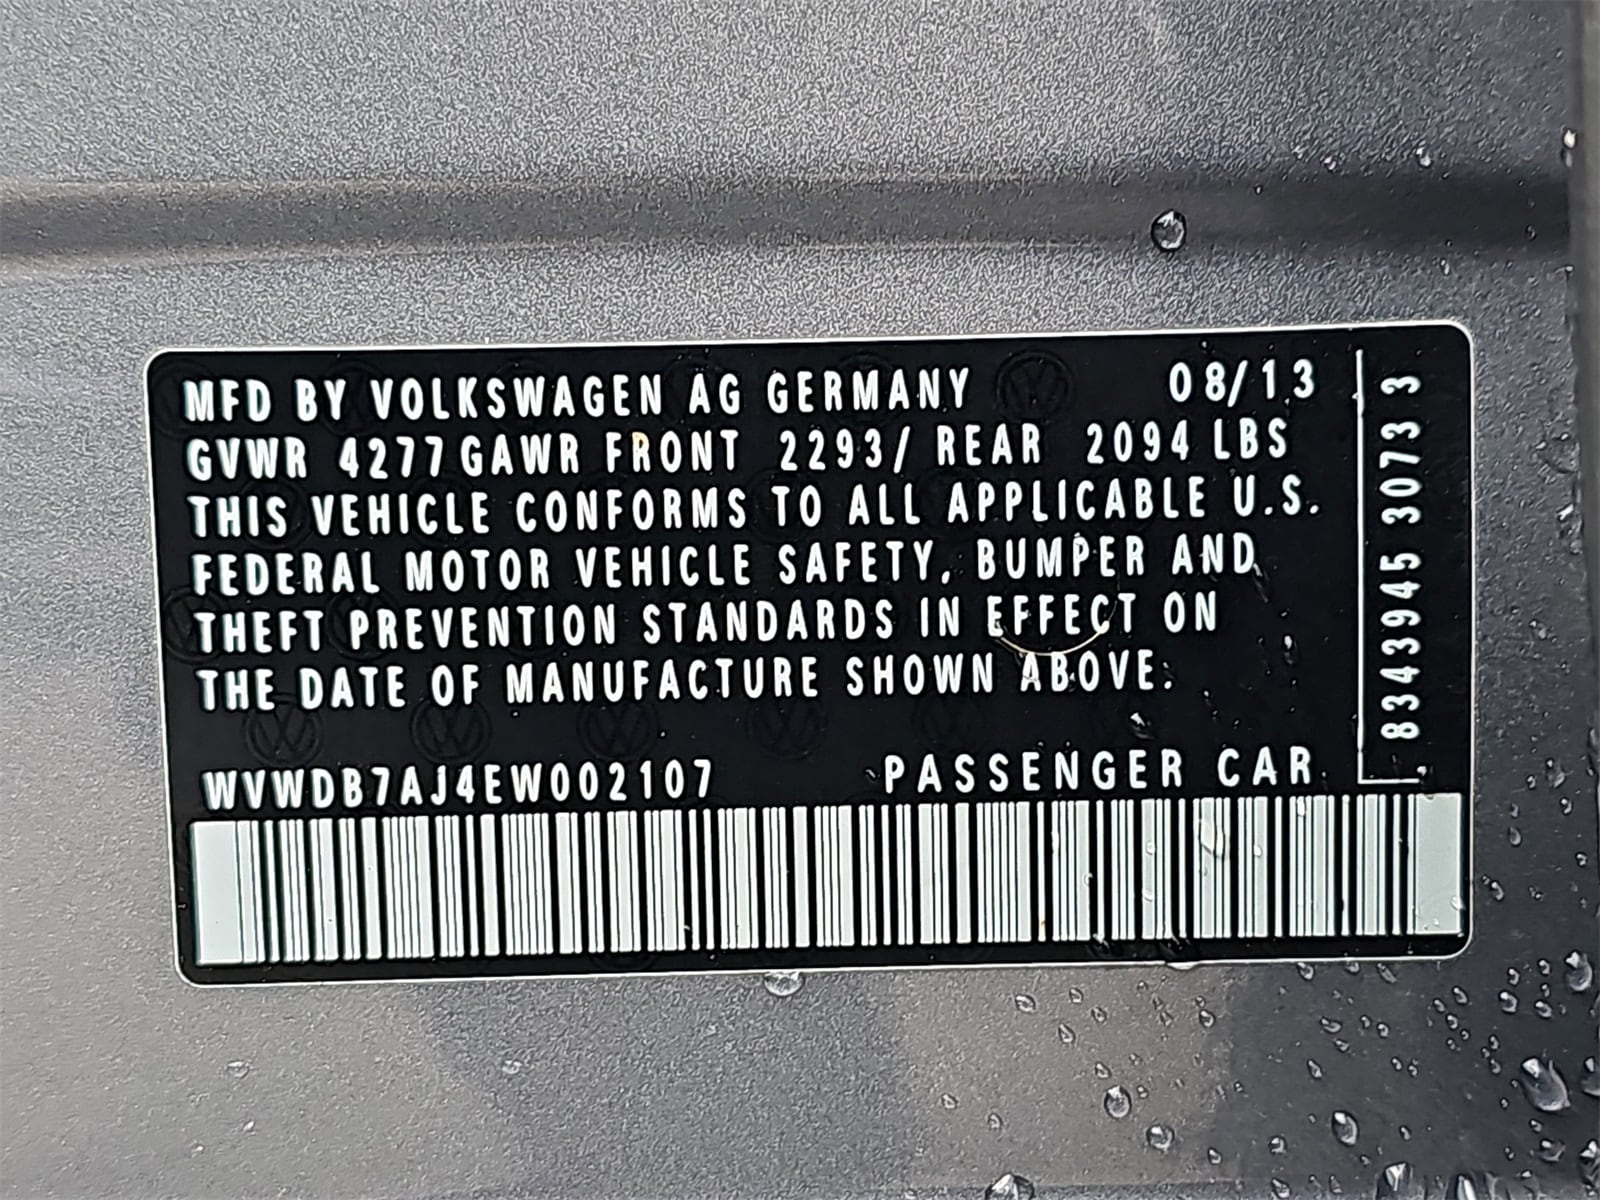 MFD BY VOLKSWAGEN AG GERMANY 08/13
GVWR 4277 GAWR FRONT 2293/ REAR 2094 LBS
THIS VEHICLE CONFORMS TO ALL APPLICABLE U.S.
FEDERAL MOTOR VEHICLE SAFETY, BUMPER AND
THEFT PREVENTION STANDARDS IN EFFECT ON
THE DATE OF MANUFACTURE SHOWN ABOVE.
WVWDB7AJ4EW002107 PASSENGER CAR
8343945 3073 3